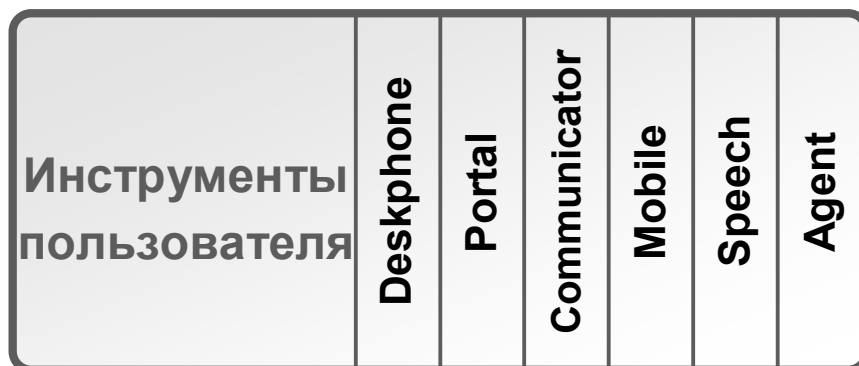 Инструменты
пользователя
Deskphone
Portal
Communicator
Mobile
Speech
Agent